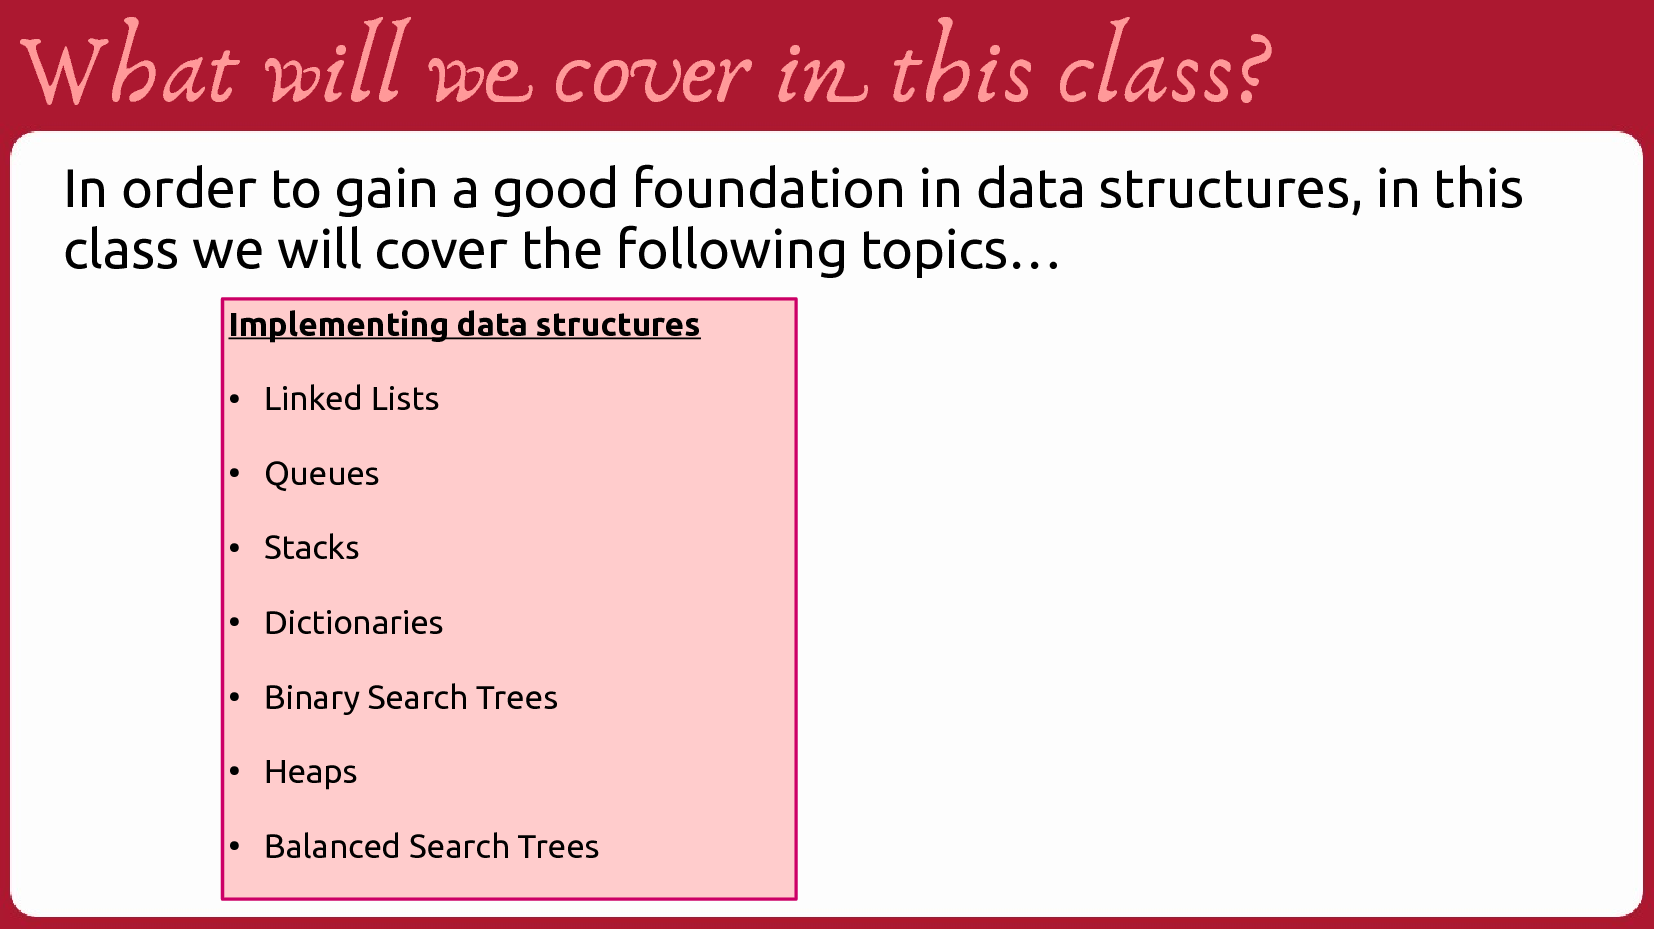 What will we cover in this class?
In order to gain a good foundation in data structures, in this
class we will cover the following topics…
Implementing data structures
• Linked Lists
• Queues
• Stacks
• Dictionaries
• Binary Search Trees
• Heaps
• Balanced Search Trees